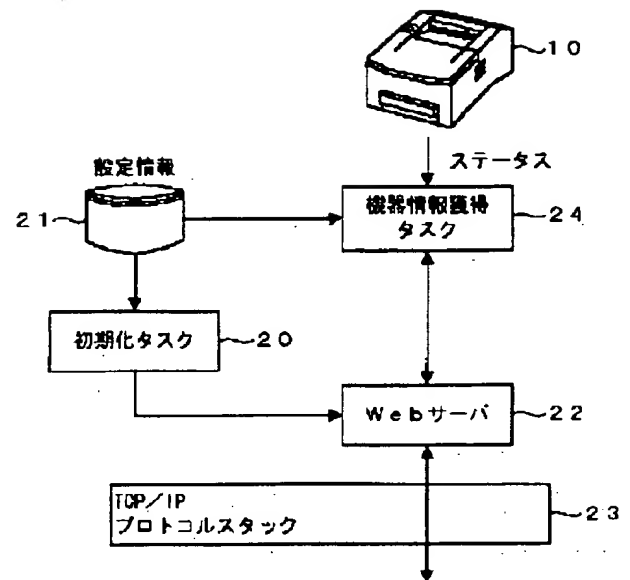 10
ステータス
設定情報
21
機器情報獲得
タスク
24
初期化タスク
20
Webサーバ
22
TCP/IP
プロトコルスタック
23